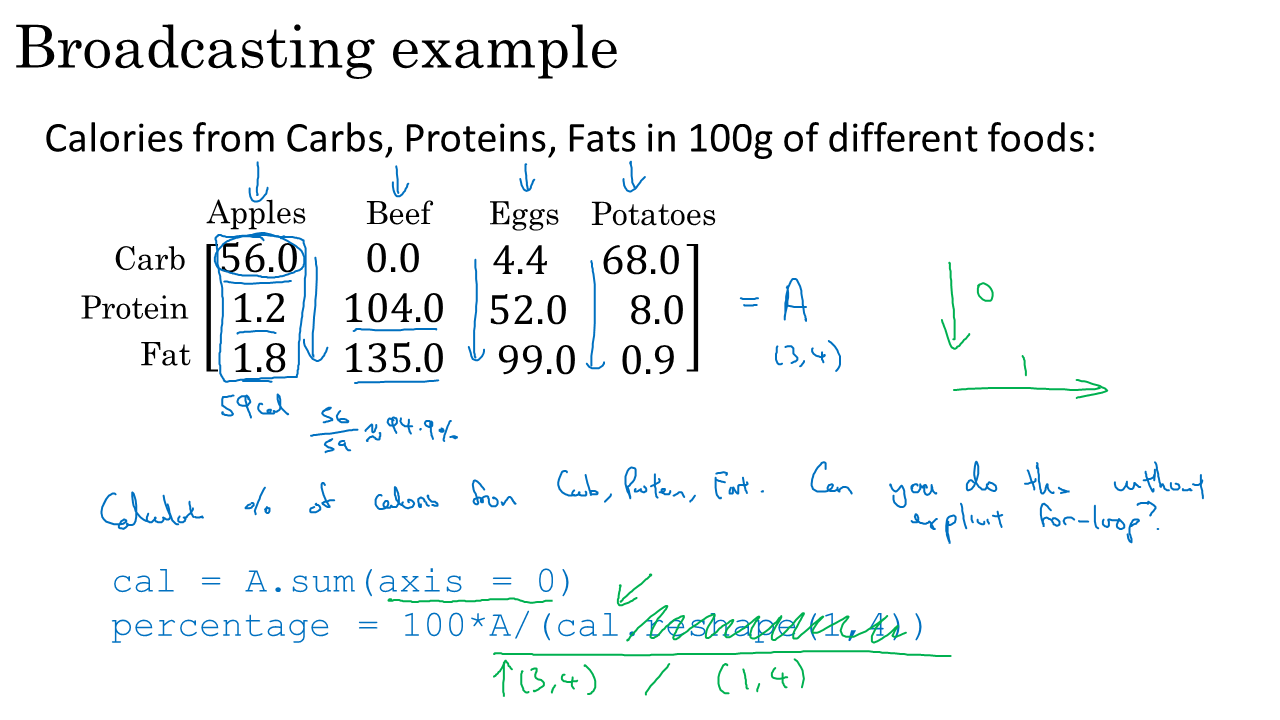 Broadcasting example
Calories from Carbs, Proteins, Fats in 100g of different foods:
Apples Beef Eggs Potatoes
Carb 56.0 0.0 4.4 68.0
Protein 1.2 104.0 52.0 8.0
Fat 1.8 135.0 99.0 0.9
= A
(3,4)
0
1
59 cal
56/59 ≈ 94.9%
Calculate % of calories from Carb, Protein, Fat. Can you do this without
explicit for-loop?
cal = A.sum(axis = 0)
percentage = 100*A/(cal.reshape(1,4))
↑(3,4) / (1,4)